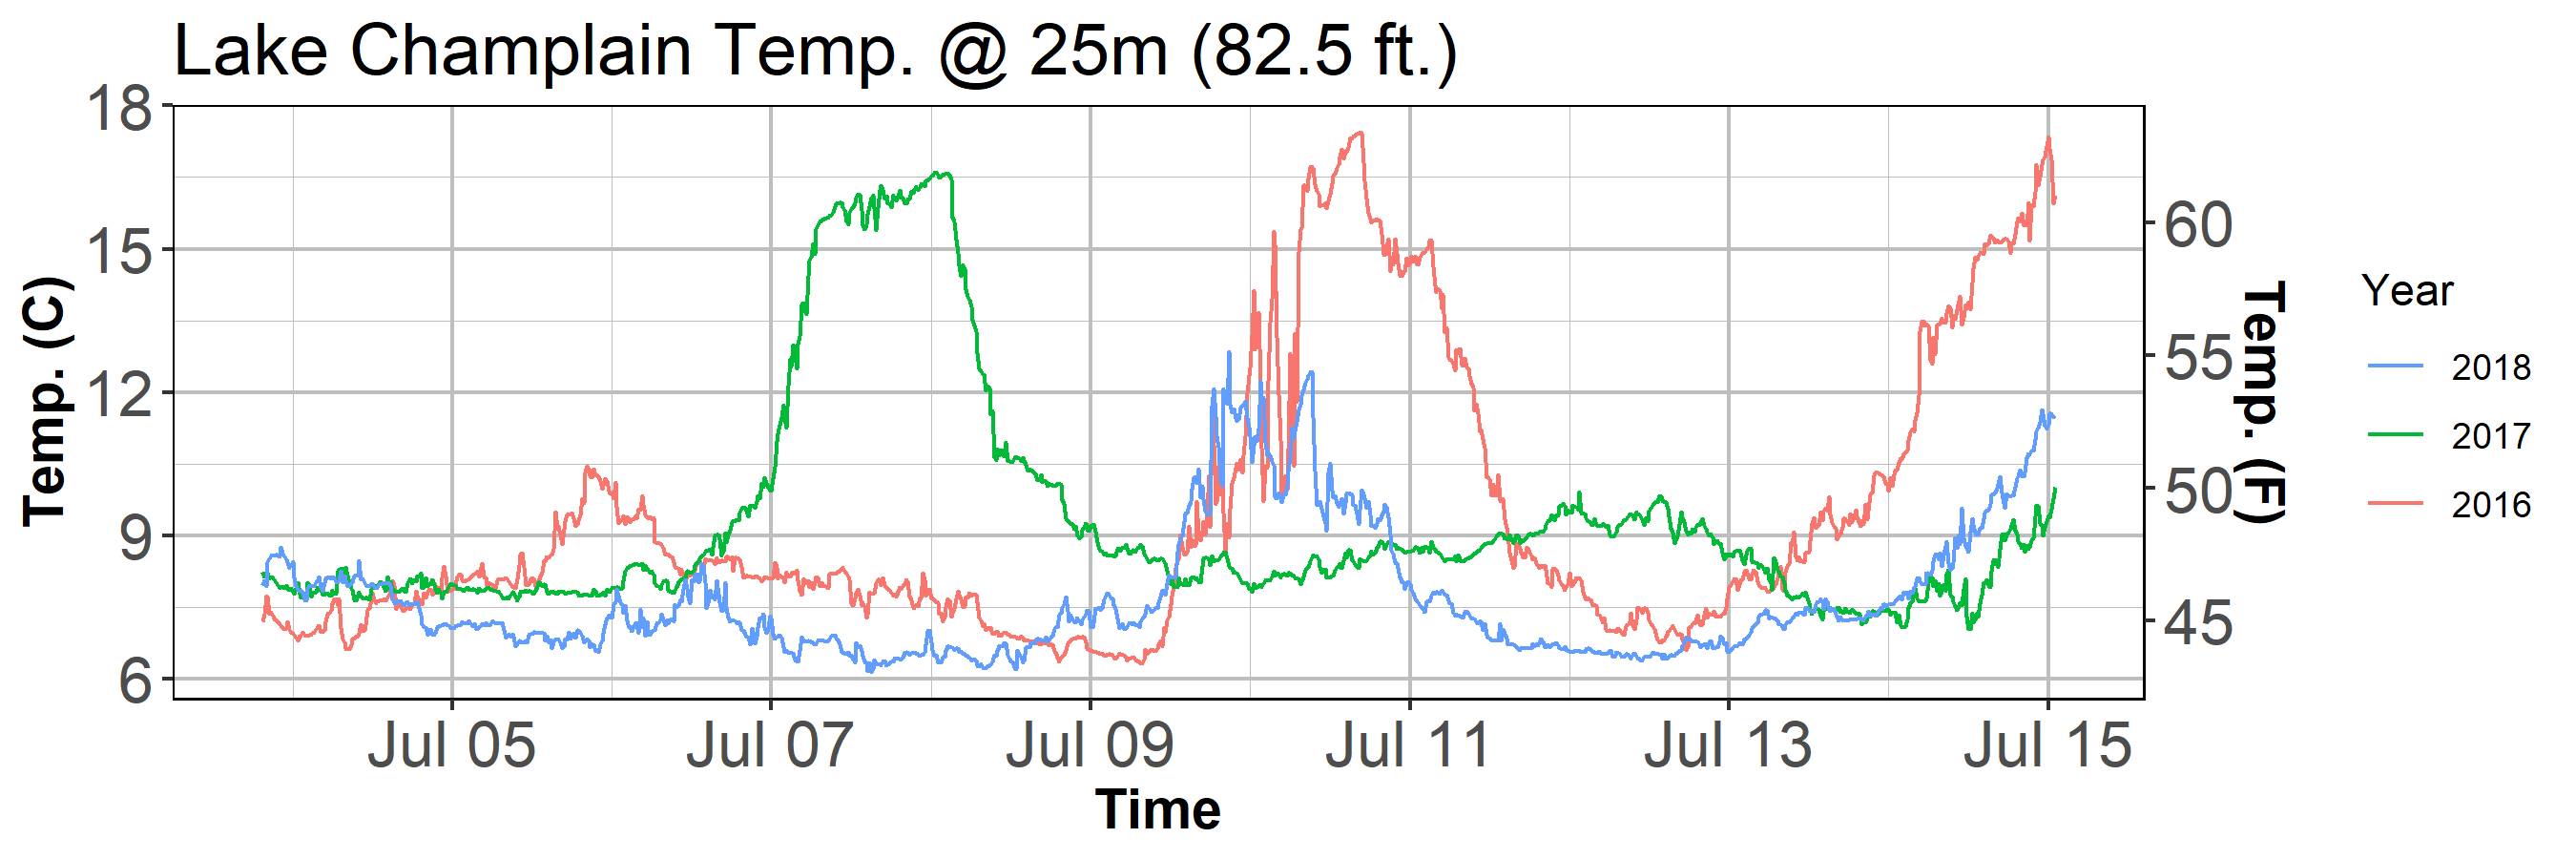 Lake Champlain Temp. @ 25m (82.5 ft.)
Temp. (C)
18
15
12
9
6
60
55
50
45
Temp. (F)
Jul 05 Jul 07 Jul 09 Jul 11 Jul 13 Jul 15
Time
Year
2018
2017
2016